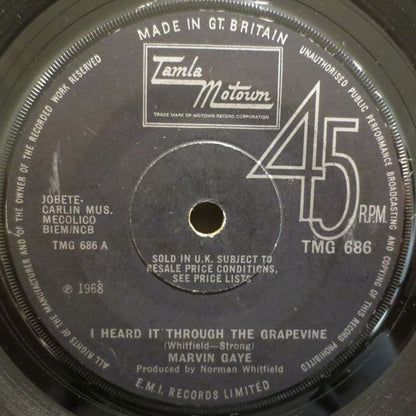 MADE IN GT. BRITAIN
Tamla
Motown
TRADE MARK OF MOTOWN RECORD CORPORATION
UNAUTHORISED PUBLIC PERFORMANCE BROADCASTING AND COPYING OF THIS RECORD PROHIBITED
ALL RIGHTS OF THE MANUFACTURER AND OF THE OWNER OF THE RECORDED WORK RESERVED
45
R.P.M.
TMG 686
JOBETE-
CARLIN MUS.
MECOLICO
BIEM/NCB
TMG 686 A
SOLD IN U.K. SUBJECT TO
RESALE PRICE CONDITIONS,
SEE PRICE LISTS
℗ 1968
I HEARD IT THROUGH THE GRAPEVINE
(Whitfield—Strong)
MARVIN GAYE
Produced by Norman Whitfield
E.M.I. RECORDS LIMITED